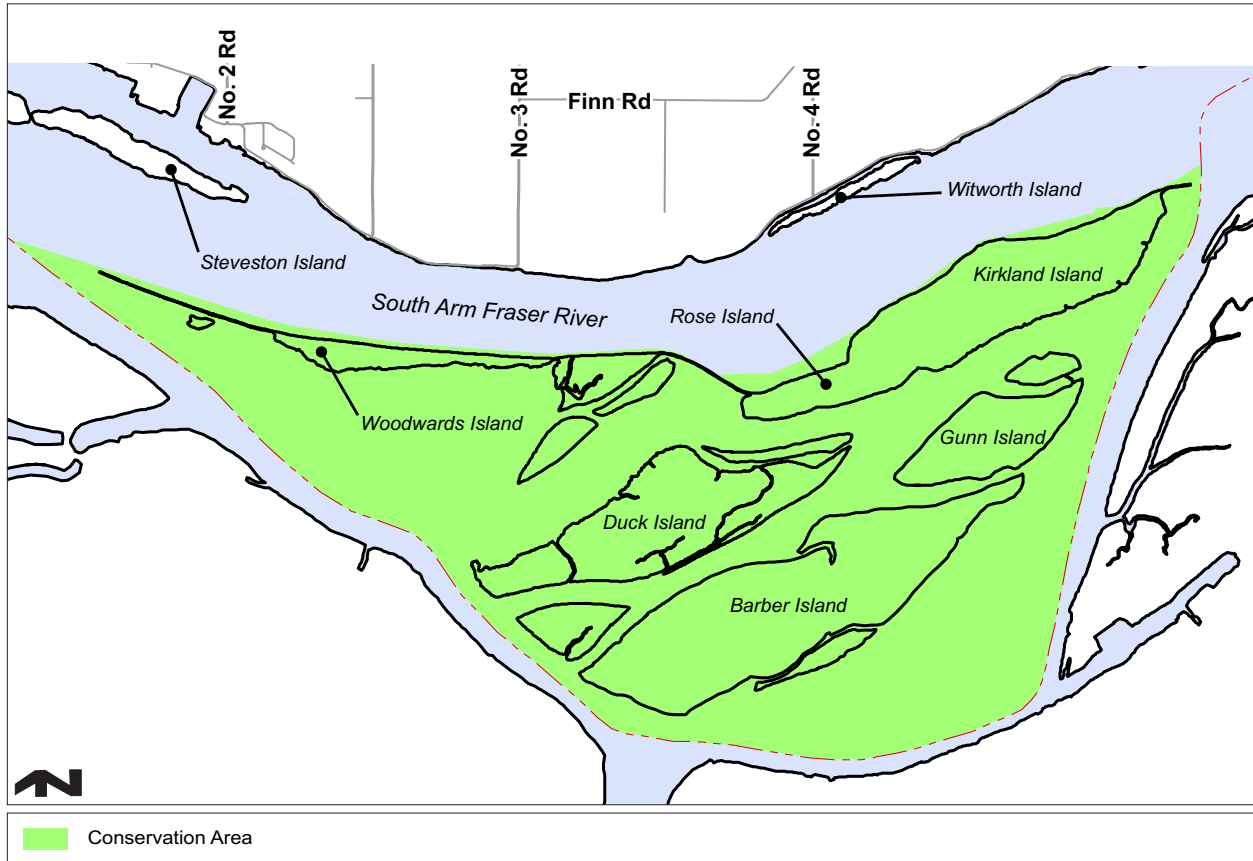 No. 2 Rd
No. 3 Rd
Finn Rd
No. 4 Rd
Witworth Island
Steveston Island
Kirkland Island
South Arm Fraser River
Rose Island
Woodwards Island
Gunn Island
Duck Island
Barber Island
N
Conservation Area